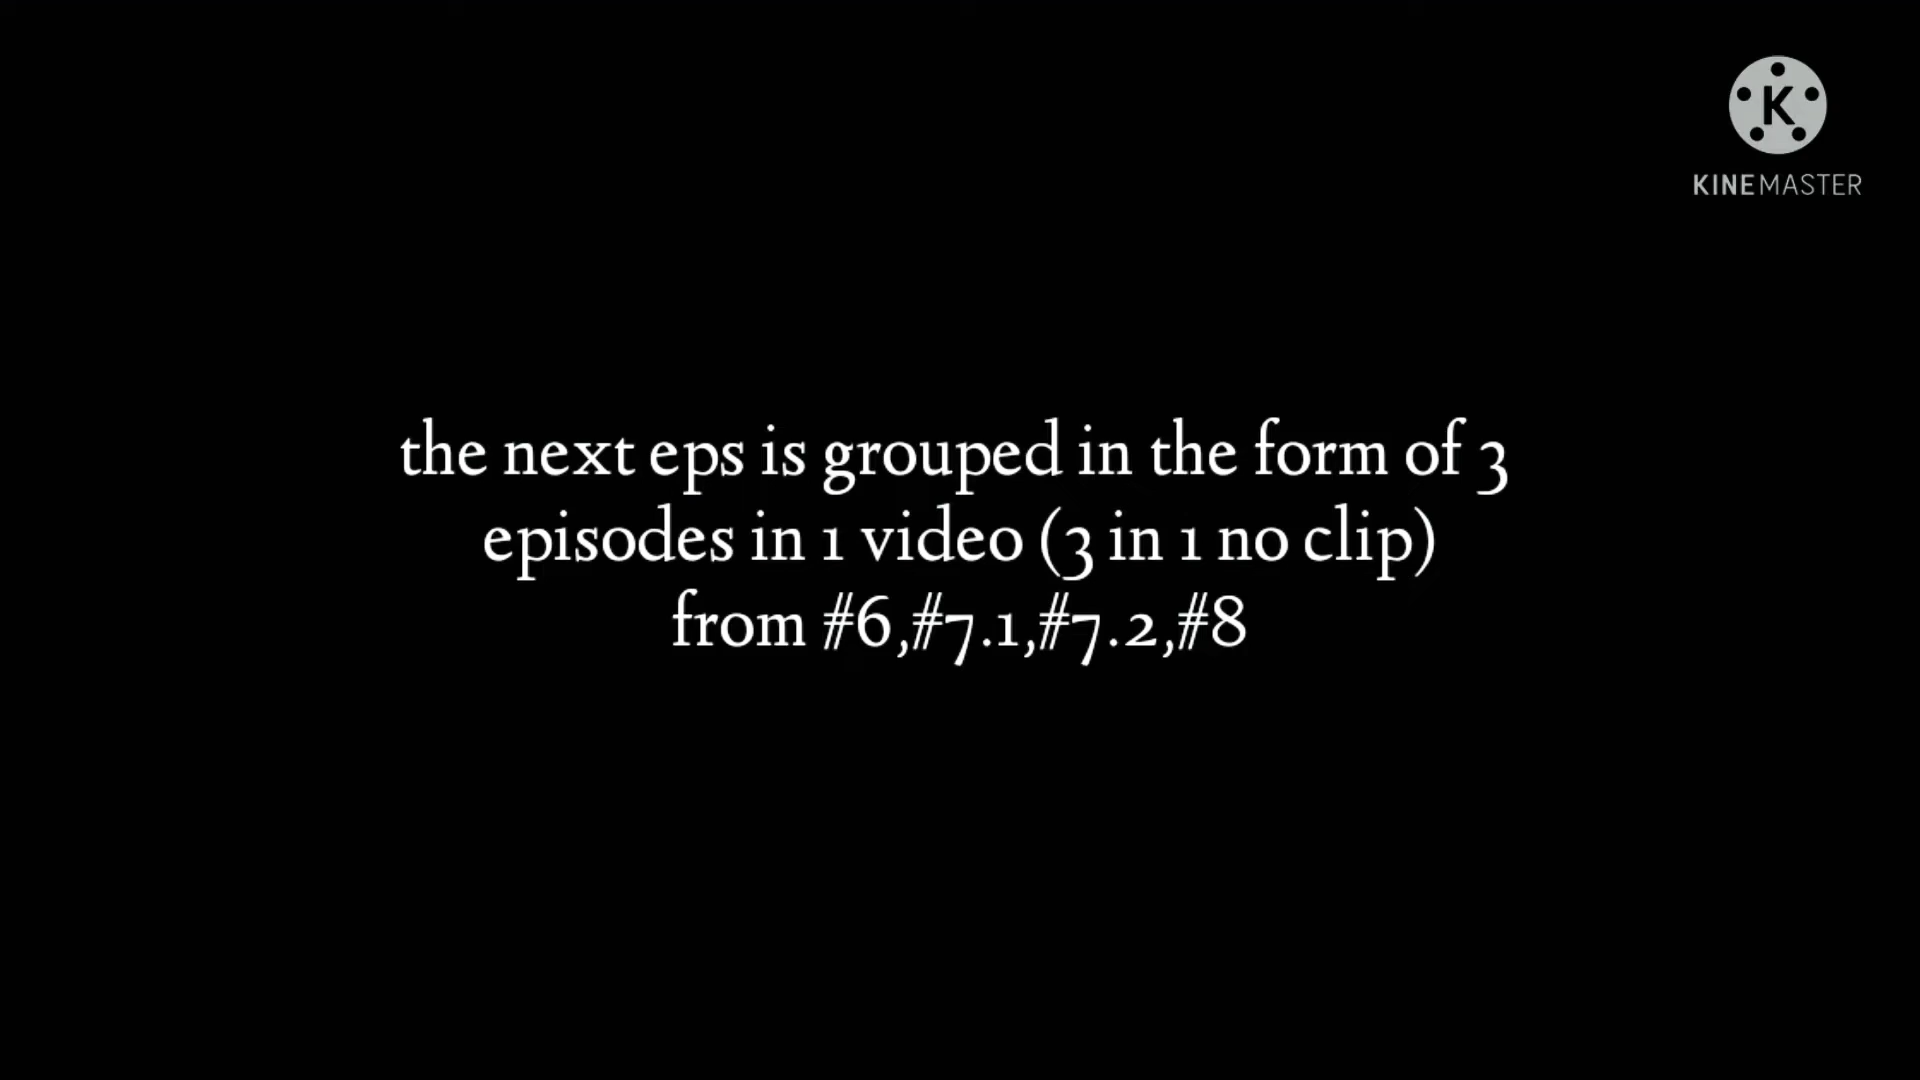 K
KINEMASTER
the next eps is grouped in the form of 3
episodes in 1 video (3 in 1 no clip)
from #6,#7.1,#7.2,#8